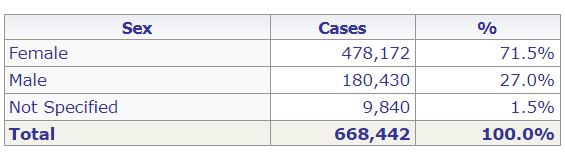 Sex Cases %
Female 478,172 71.5%
Male 180,430 27.0%
Not Specified 9,840 1.5%
Total 668,442 100.0%